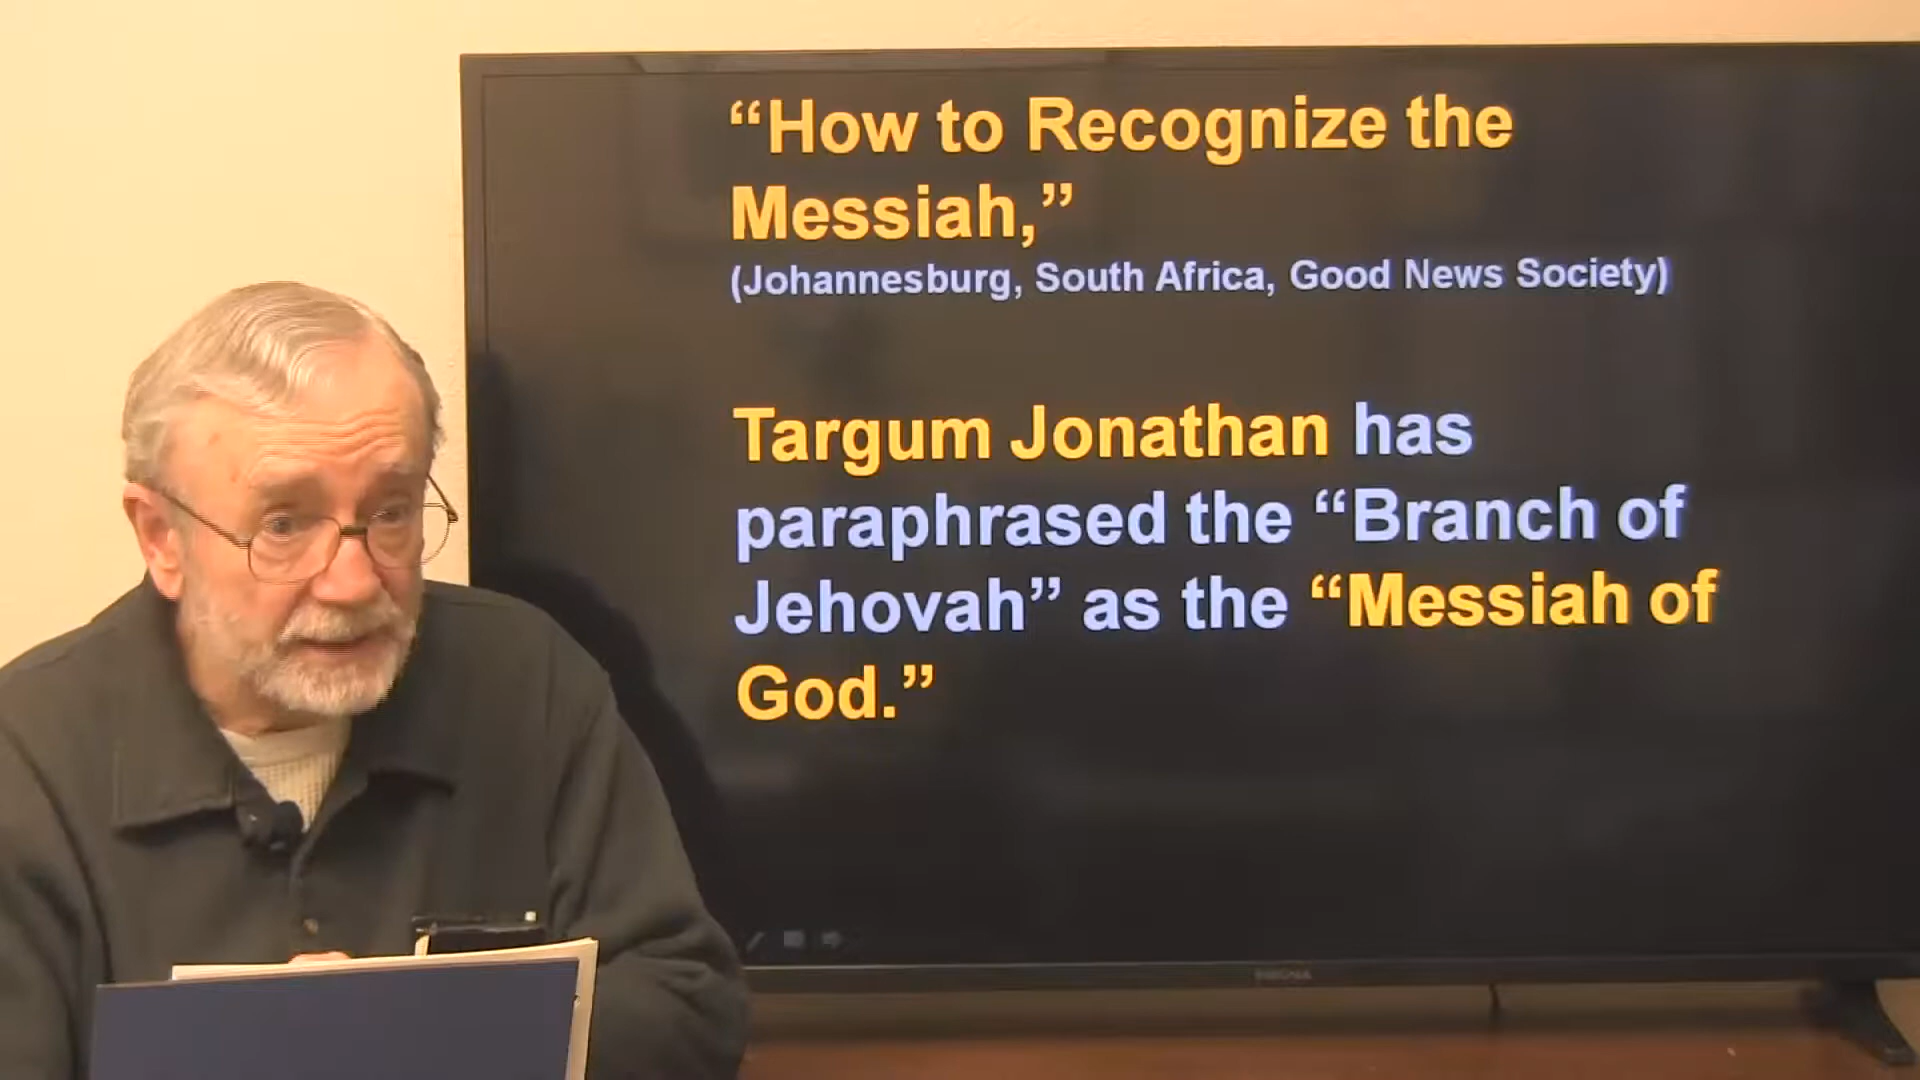 “How to Recognize the
Messiah,”
(Johannesburg, South Africa, Good News Society)
Targum Jonathan has
paraphrased the “Branch of
Jehovah” as the “Messiah of
God.”
INSIGNIA